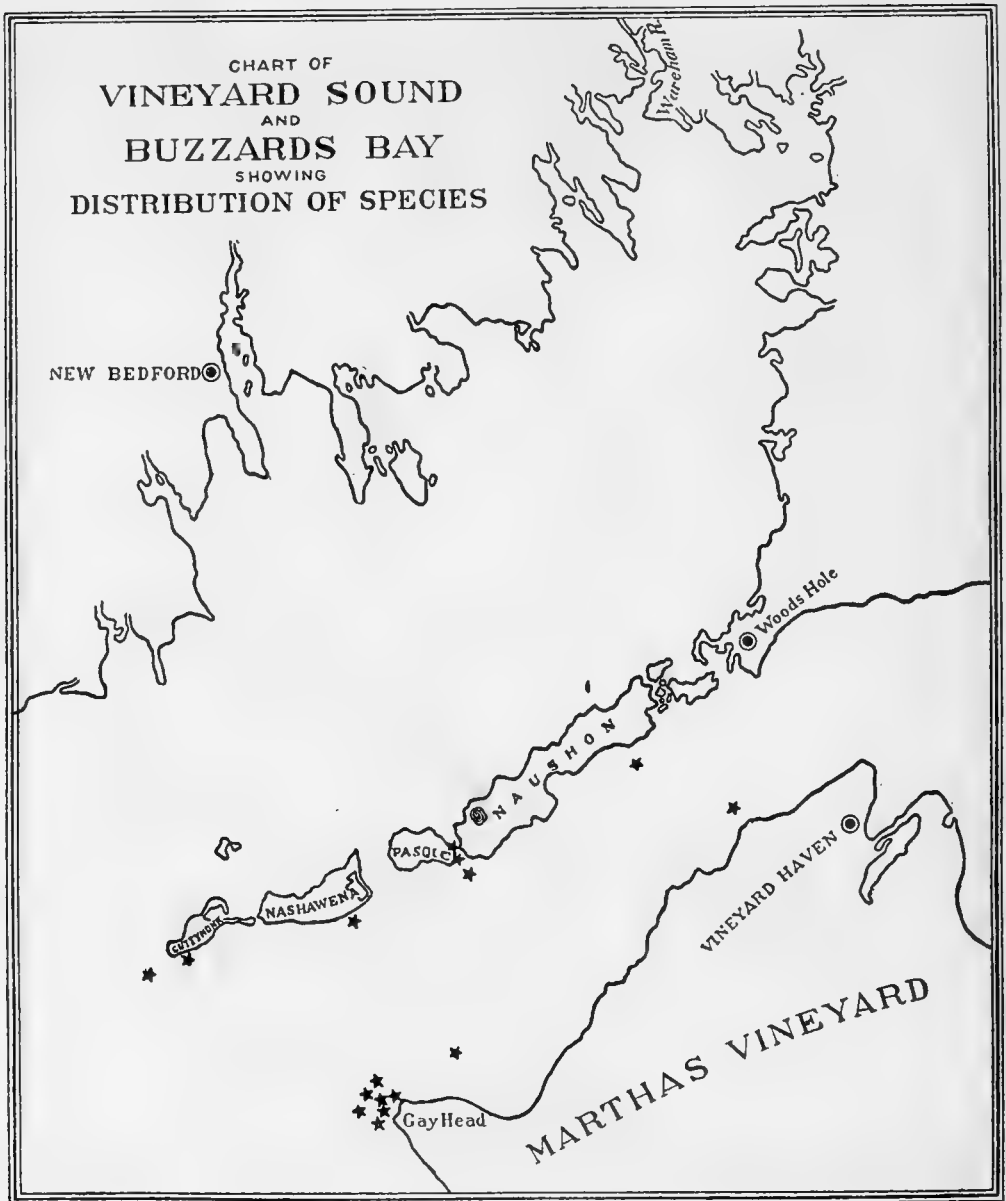 CHART OF
VINEYARD SOUND
AND
BUZZARDS BAY
SHOWING
DISTRIBUTION OF SPECIES
Wareham R.
NEW BEDFORD
Woods Hole
NAUSHON
PASQIC
VINEYARD HAVEN
NASHAWENA
CUTTYHUNK
MARTHAS VINEYARD
Gay Head